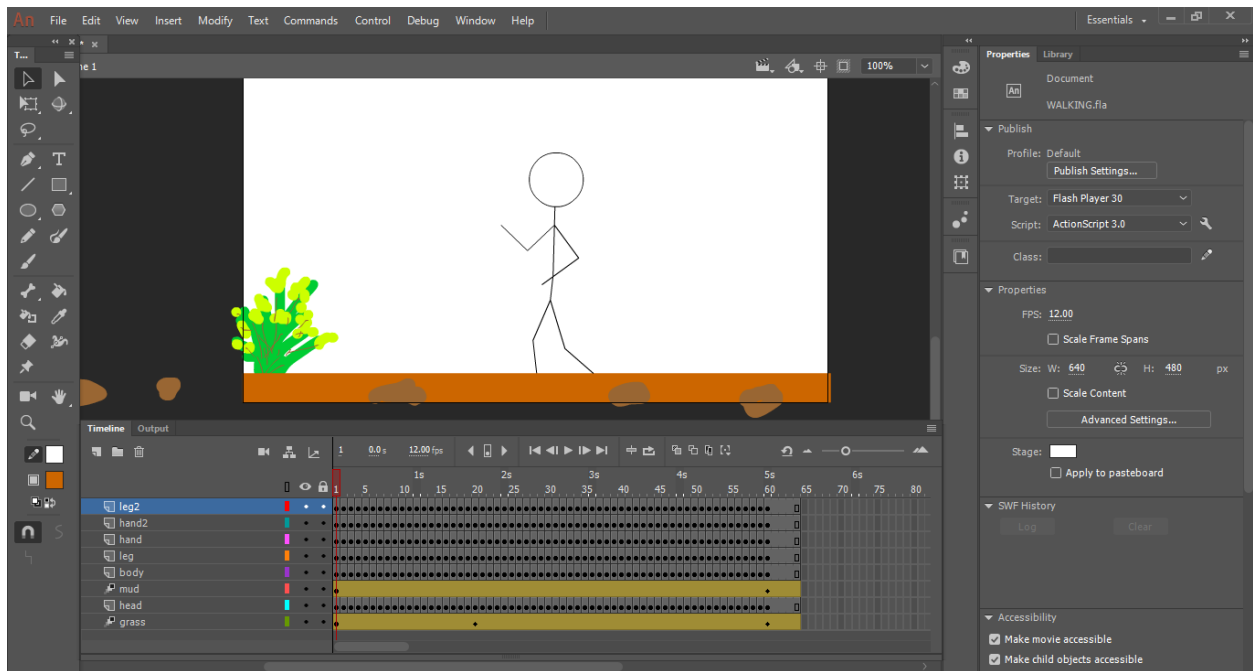 An File Edit View Insert Modify Text Commands Control Debug Window Help Essentials
T...
ne 1 100%
Properties Library
Document
An
WALKING.fla
Publish
Profile: Default
Publish Settings...
Target: Flash Player 30
Script: ActionScript 3.0
Class:
Properties
FPS: 12.00
Scale Frame Spans
Size: W: 640 H: 480 px
Scale Content
Advanced Settings...
Stage:
Apply to pasteboard
SWF History
Log Clear
Accessibility
Make movie accessible
Make child objects accessible
Timeline Output
1 0.0 s 12.00 fps
1s 2s 3s 4s 5s 6s
1 5 10 15 20 25 30 35 40 45 50 55 60 65 70 75 80
leg2
hand2
hand
leg
body
mud
head
grass